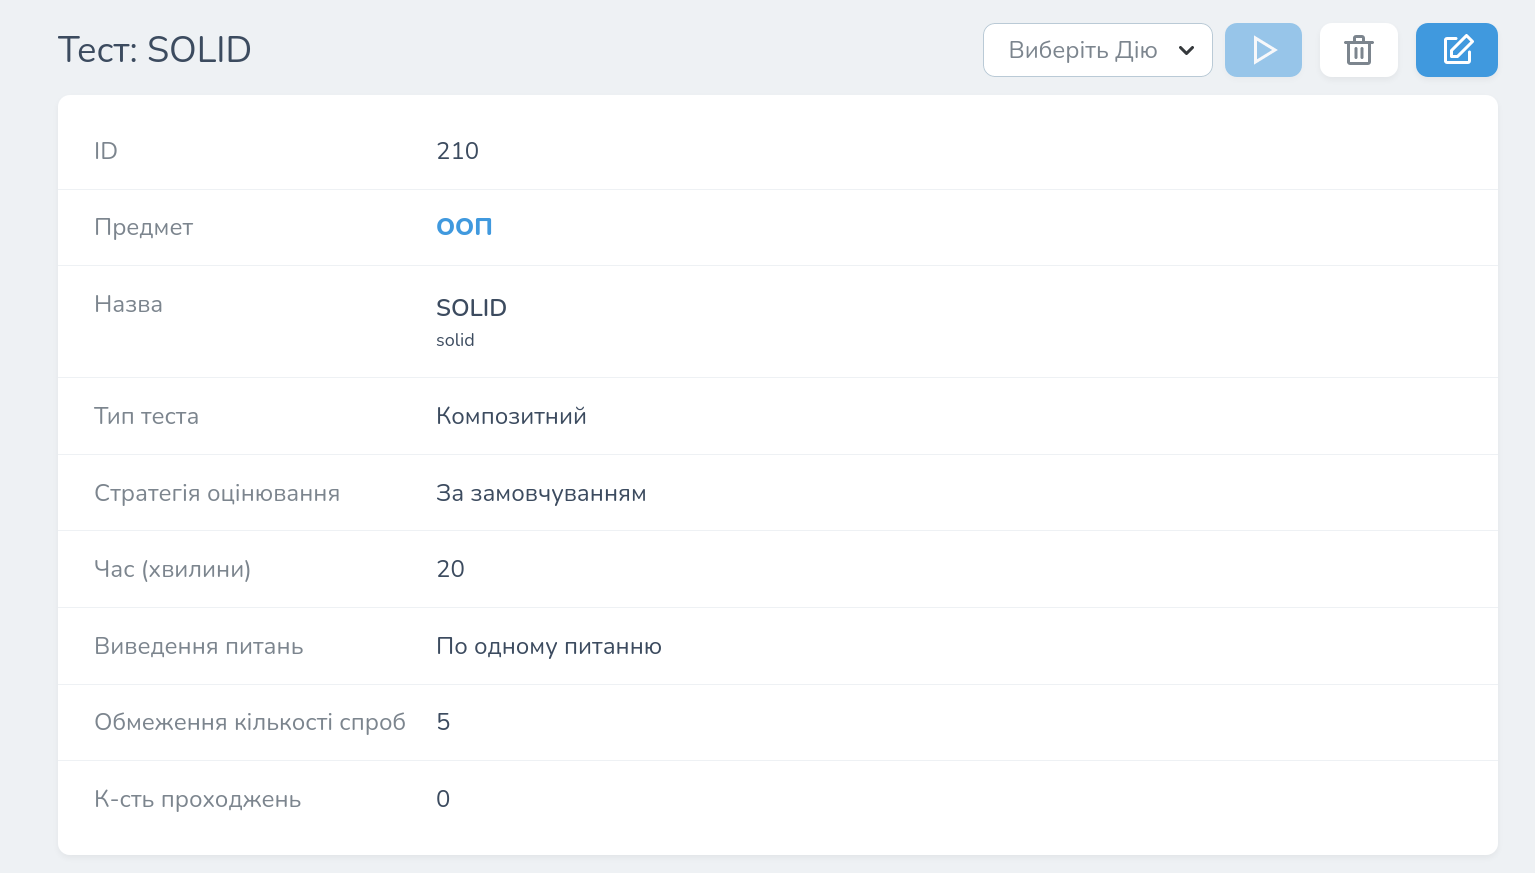 Тест: SOLID
Виберіть Дію
ID
210
Предмет
ООП
Назва
SOLID
solid
Тип теста
Композитний
Стратегія оцінювання
За замовчуванням
Час (хвилини)
20
Виведення питань
По одному питанню
Обмеження кількості спроб
5
К-сть проходжень
0